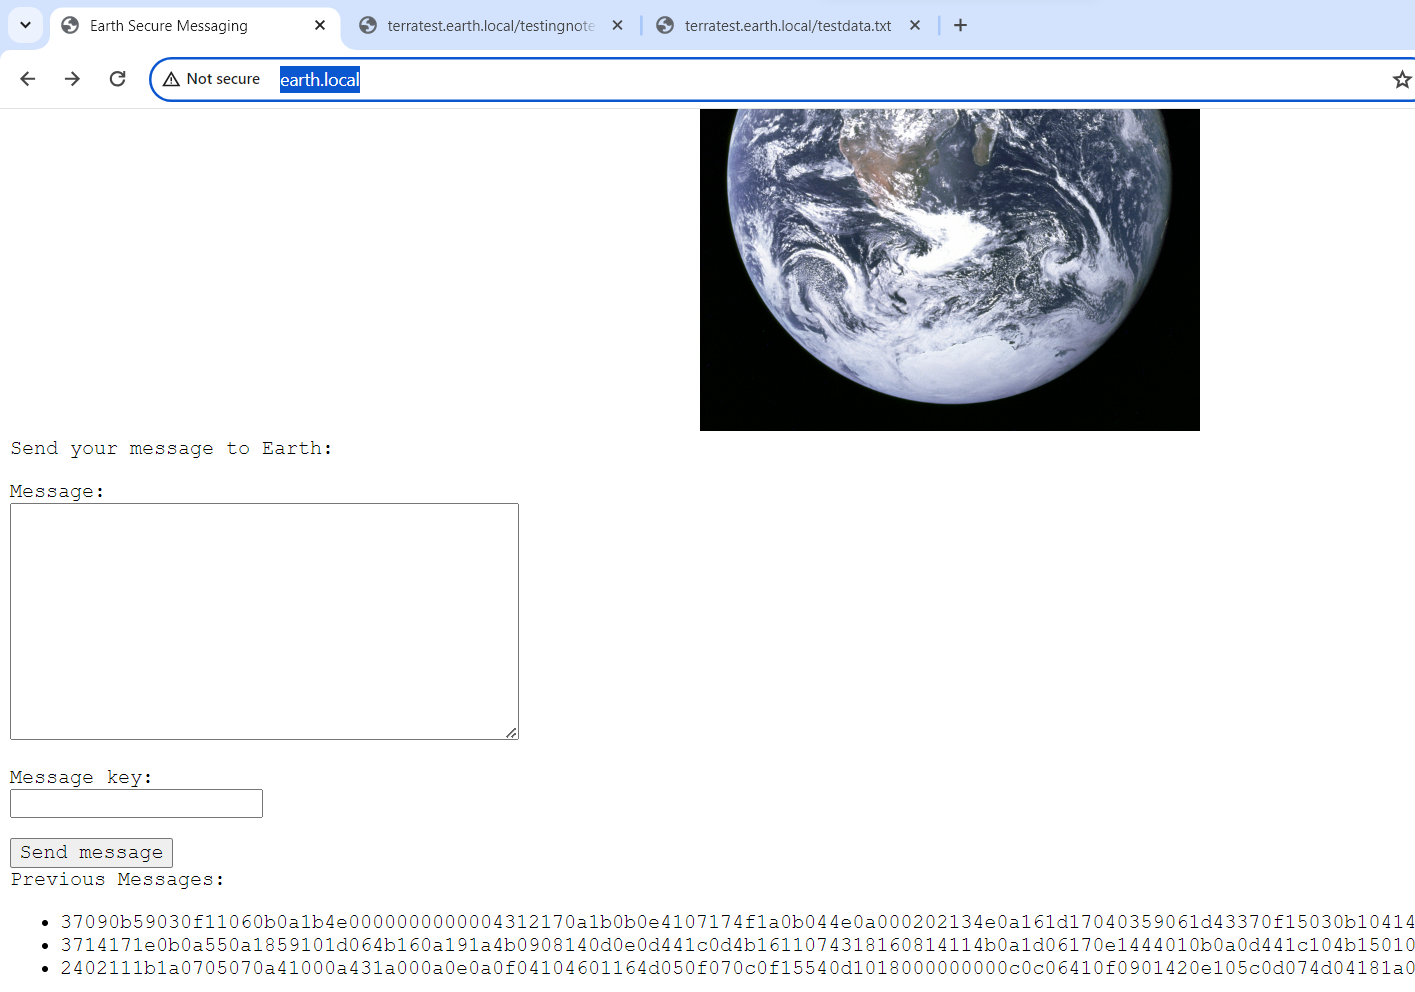 Earth Secure Messaging
terratest.earth.local/testingnote
terratest.earth.local/testdata.txt
Not secure earth.local
Send your message to Earth:
Message:
Message key:
Send message
Previous Messages:
37090b59030f11060b0a1b4e0000000000004312170a1b0b0e4107174f1a0b044e0a000202134e0a161d17040359061d43370f15030b10414
3714171e0b0a550a1859101d064b160a191a4b0908140d0e0d441c0d4b1611074318160814114b0a1d06170e1444010b0a0d441c104b15010
2402111b1a0705070a41000a431a000a0e0a0f04104601164d050f070c0f15540d1018000000000c0c06410f0901420e105c0d074d04181a0